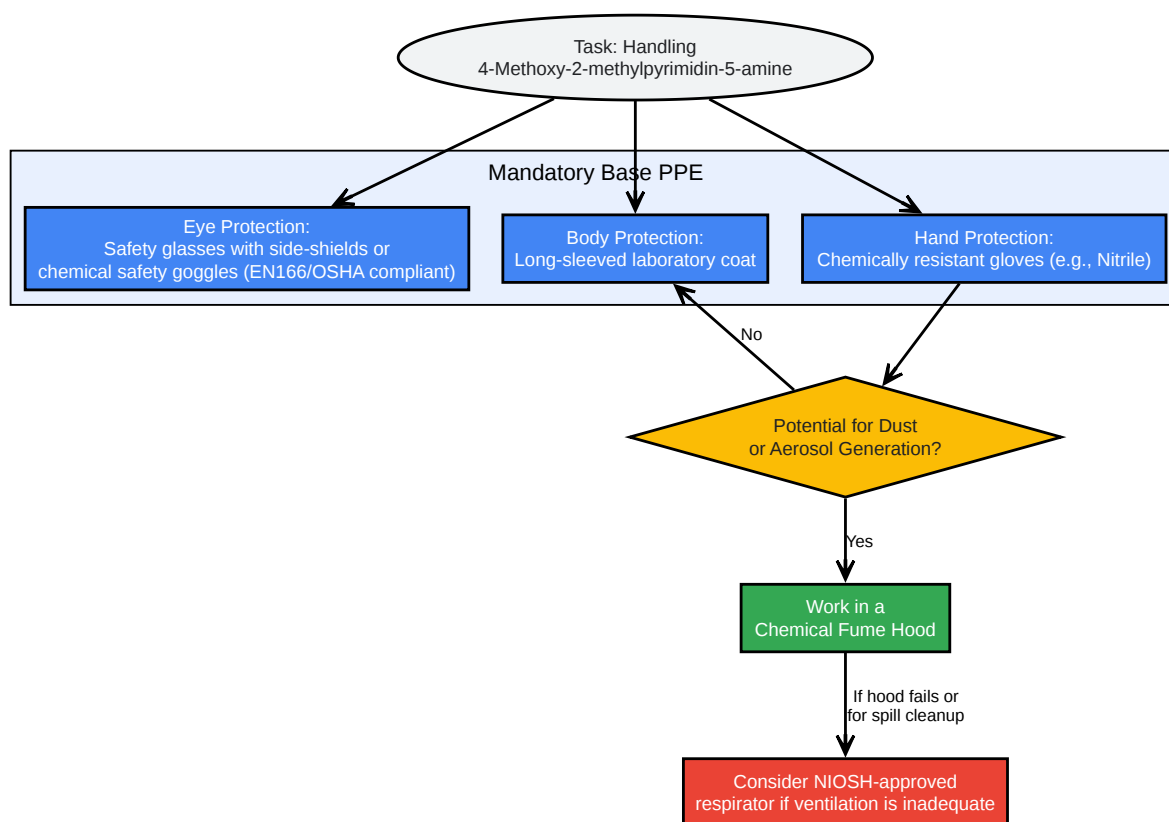 Task: Handling
4-Methoxy-2-methylpyrimidin-5-amine
Mandatory Base PPE
Eye Protection:
Safety glasses with side-shields or
chemical safety goggles (EN166/OSHA compliant)
Body Protection:
Long-sleeved laboratory coat
Hand Protection:
Chemically resistant gloves (e.g., Nitrile)
No
Potential for Dust
or Aerosol Generation?
Yes
Work in a
Chemical Fume Hood
If hood fails or
for spill cleanup
Consider NIOSH-approved
respirator if ventilation is inadequate